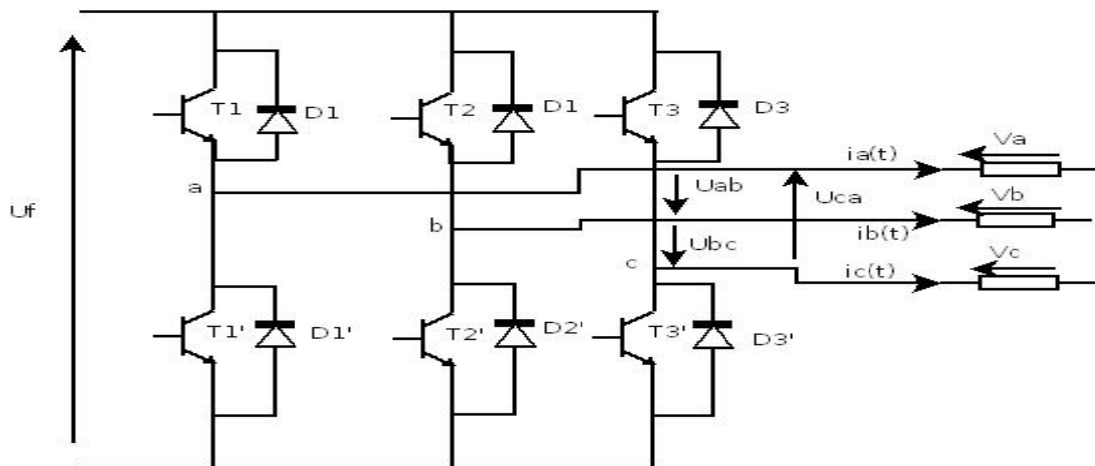 T1 D1 T2 D1 T3 D3
ia(t) Va
a Uab
Uf Uca Vb
b ib(t)
Ubc
c ic(t) Vc
T1' D1' T2' D2' T3' D3'